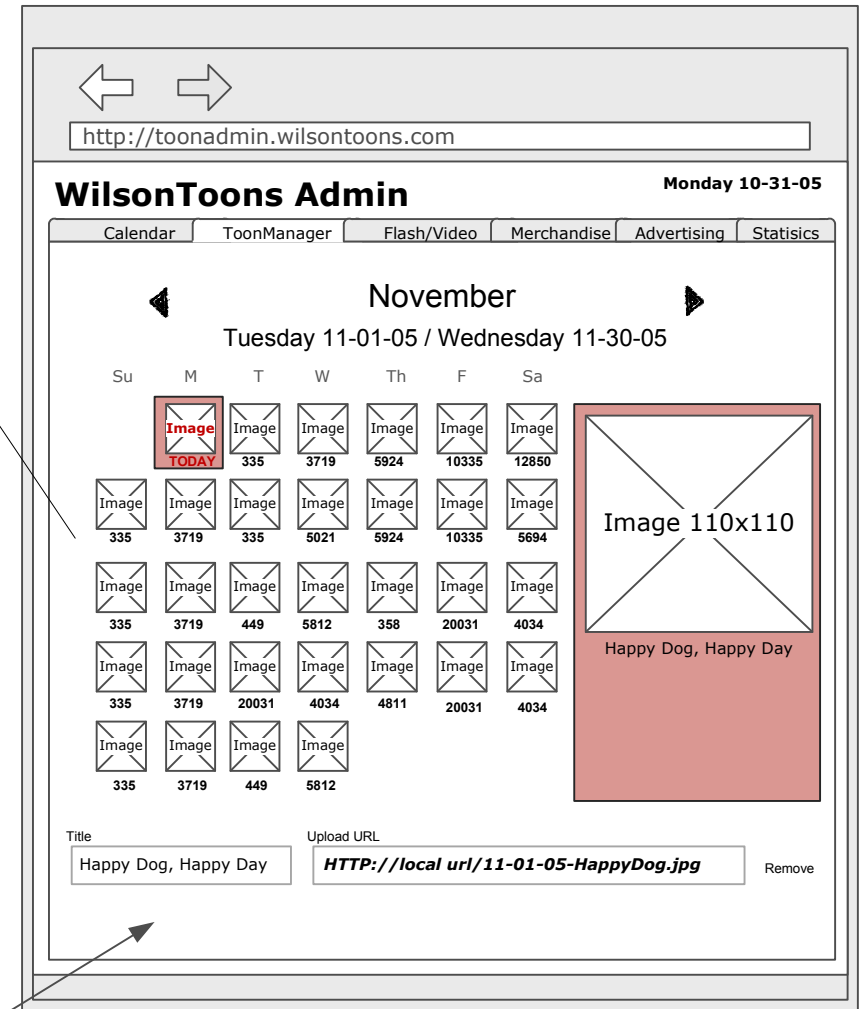 http://toonadmin.wilsontoons.com
WilsonToons Admin
Monday 10-31-05
Calendar ToonManager Flash/Video Merchandise Advertising Statisics
November
Tuesday 11-01-05 / Wednesday 11-30-05
Su M T W Th F Sa
Image Image Image Image Image Image
TODAY 335 3719 5924 10335 12850
Image Image Image Image Image Image Image
335 3719 335 5021 5924 10335 5694
Image 110x110
Image Image Image Image Image Image Image
335 3719 449 5812 358 20031 4034
Happy Dog, Happy Day
Image Image Image Image Image Image Image
335 3719 20031 4034 4811 20031 4034
Image Image Image Image
335 3719 449 5812
Title Upload URL
Happy Dog, Happy Day HTTP://local url/11-01-05-HappyDog.jpg Remove